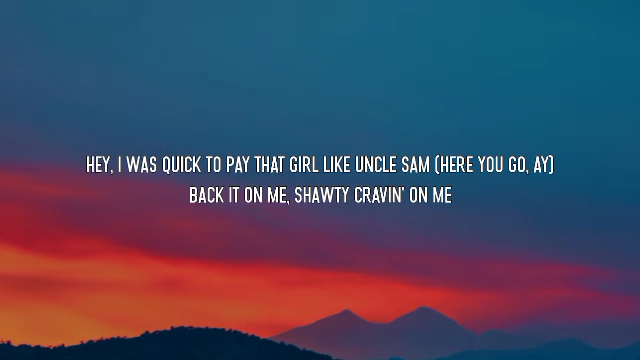 HEY, I WAS QUICK TO PAY THAT GIRL LIKE UNCLE SAM (HERE YOU GO, AY)
BACK IT ON ME, SHAWTY CRAVIN' ON ME